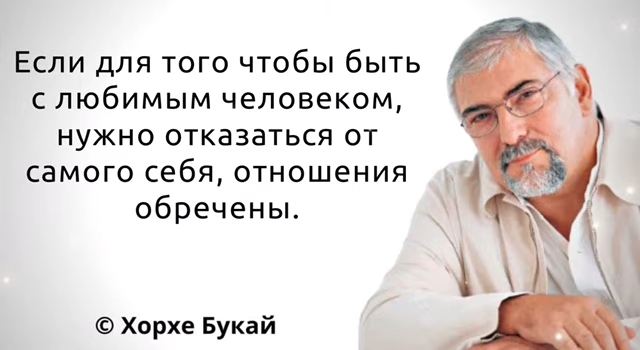 Если для того чтобы быть
с любимым человеком,
нужно отказаться от
самого себя, отношения
обречены.
© Хорхе Букай